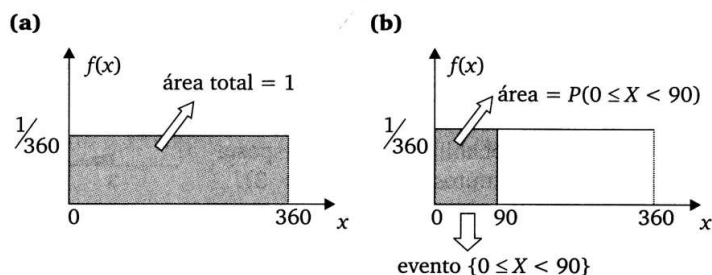 (a)
f(x)
área total = 1
1/360
0
360
x
(b)
f(x)
área = P(0 ≤ X < 90)
1/360
0
90
360
x
evento {0 ≤ X < 90}